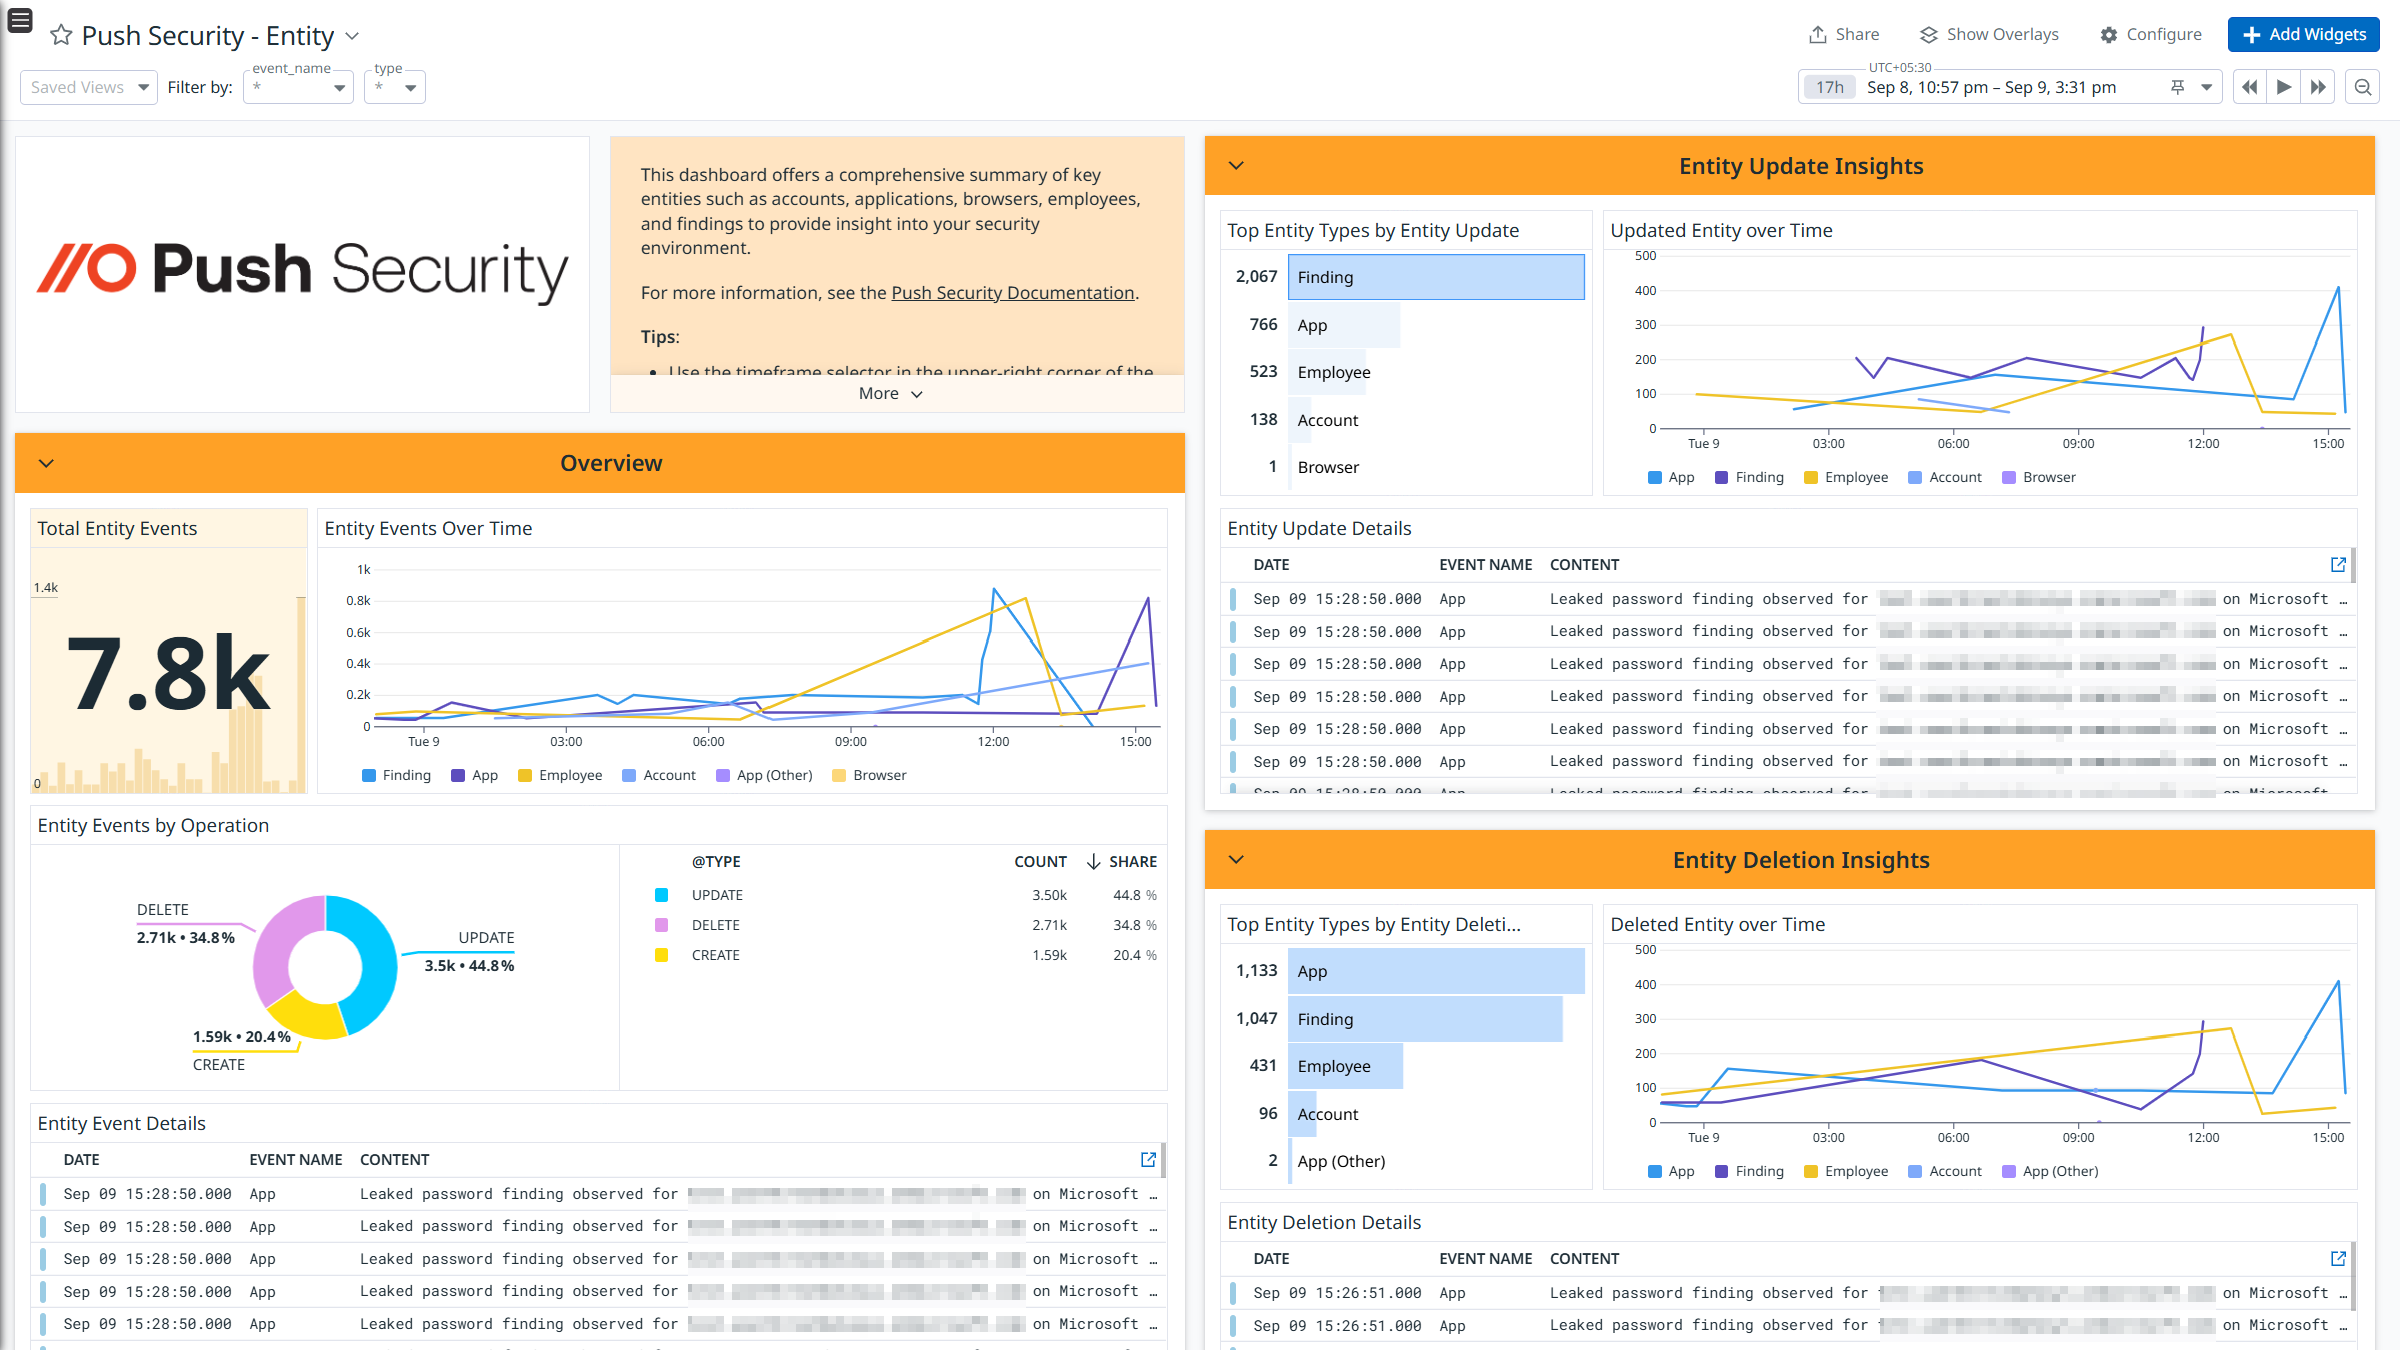 Push Security - Entity
Share
Show Overlays
Configure
Add Widgets
Saved Views
Filter by:
event_name
*
type
*
UTC+05:30
17h
Sep 8, 10:57 pm – Sep 9, 3:31 pm
Push Security
This dashboard offers a comprehensive summary of key
entities such as accounts, applications, browsers, employees,
and findings to provide insight into your security
environment.
For more information, see the Push Security Documentation.
Tips:
• Use the timeframe selector in the upper-right corner of the
More
Overview
Total Entity Events
1.4k
7.8k
0
Entity Events Over Time
1k
0.8k
0.6k
0.4k
0.2k
0
Tue 9 03:00 06:00 09:00 12:00 15:00
Finding App Employee Account App (Other) Browser
Entity Events by Operation
DELETE
2.71k • 34.8%
UPDATE
3.5k • 44.8%
1.59k • 20.4%
CREATE
@TYPE COUNT SHARE
UPDATE 3.50k 44.8 %
DELETE 2.71k 34.8 %
CREATE 1.59k 20.4 %
Entity Event Details
DATE EVENT NAME CONTENT
Sep 09 15:28:50.000 App Leaked password finding observed for on Microsoft …
Sep 09 15:28:50.000 App Leaked password finding observed for on Microsoft …
Sep 09 15:28:50.000 App Leaked password finding observed for on Microsoft …
Sep 09 15:28:50.000 App Leaked password finding observed for on Microsoft …
Sep 09 15:28:50.000 App Leaked password finding observed for on Microsoft …
Entity Update Insights
Top Entity Types by Entity Update
2,067 Finding
766 App
523 Employee
138 Account
1 Browser
Updated Entity over Time
500
400
300
200
100
0
Tue 9 03:00 06:00 09:00 12:00 15:00
App Finding Employee Account Browser
Entity Update Details
DATE EVENT NAME CONTENT
Sep 09 15:28:50.000 App Leaked password finding observed for on Microsoft …
Sep 09 15:28:50.000 App Leaked password finding observed for on Microsoft …
Sep 09 15:28:50.000 App Leaked password finding observed for on Microsoft …
Sep 09 15:28:50.000 App Leaked password finding observed for on Microsoft …
Sep 09 15:28:50.000 App Leaked password finding observed for on Microsoft …
Sep 09 15:28:50.000 App Leaked password finding observed for on Microsoft …
Sep 09 15:28:50.000 App Leaked password finding observed for on Microsoft …
Entity Deletion Insights
Top Entity Types by Entity Deleti...
1,133 App
1,047 Finding
431 Employee
96 Account
2 App (Other)
Deleted Entity over Time
500
400
300
200
100
0
Tue 9 03:00 06:00 09:00 12:00 15:00
App Finding Employee Account App (Other)
Entity Deletion Details
DATE EVENT NAME CONTENT
Sep 09 15:26:51.000 App Leaked password finding observed for on Microsoft …
Sep 09 15:26:51.000 App Leaked password finding observed for on Microsoft …